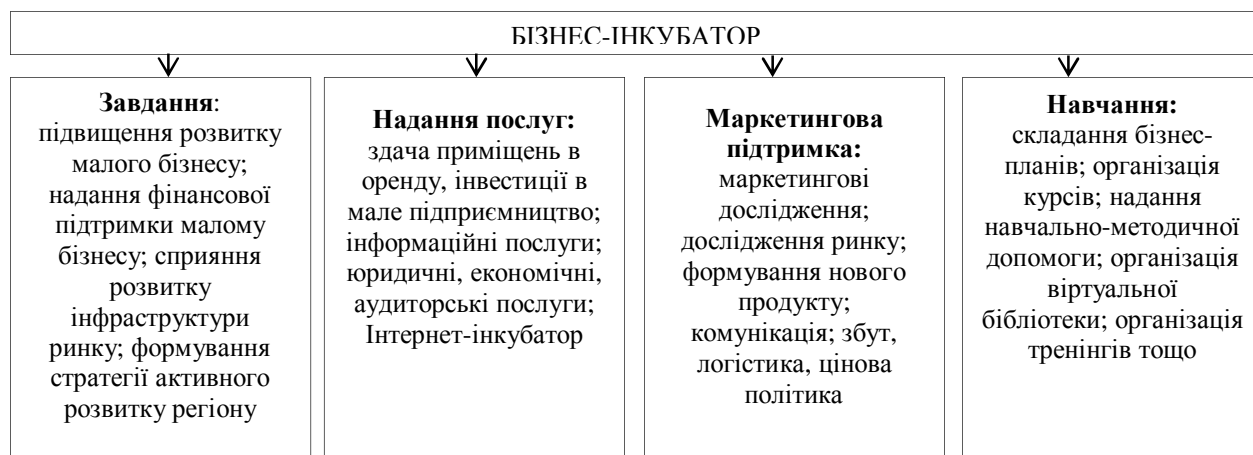 БІЗНЕС-ІНКУБАТОР
Завдання:
підвищення розвитку
малого бізнесу;
надання фінансової
підтримки малому
бізнесу; сприяння
розвитку
інфраструктури
ринку; формування
стратегії активного
розвитку регіону
Надання послуг:
здача приміщень в
оренду, інвестиції в
мале підприємництво;
інформаційні послуги;
юридичні, економічні,
аудиторські послуги;
Інтернет-інкубатор
Маркетингова
підтримка:
маркетингові
дослідження;
дослідження ринку;
формування нового
продукту;
комунікація; збут,
логістика, цінова
політика
Навчання:
складання бізнес-
планів; організація
курсів; надання
навчально-методичної
допомоги; організація
віртуальної
бібліотеки; організація
тренінгів тощо